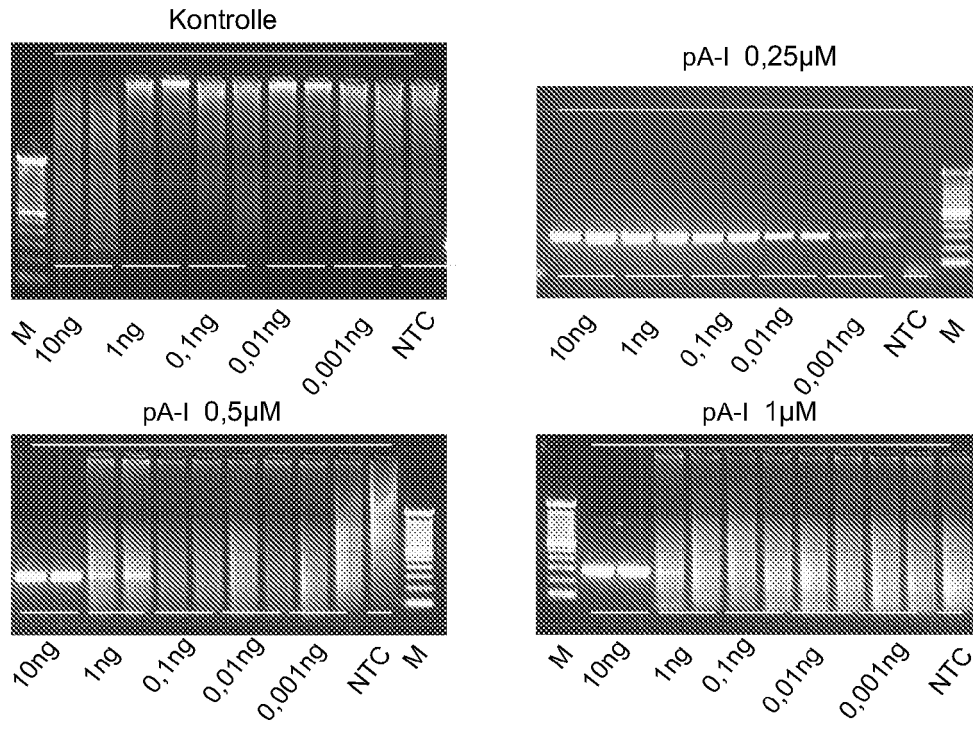 Kontrolle
M 10ng 1ng 0,1ng 0,01ng 0,001ng NTC
pA-I 0,25µM
10ng 1ng 0,1ng 0,01ng 0,001ng NTC M
pA-I 0,5µM
10ng 1ng 0,1ng 0,01ng 0,001ng NTC M
pA-I 1µM
M 10ng 1ng 0,1ng 0,01ng 0,001ng NTC